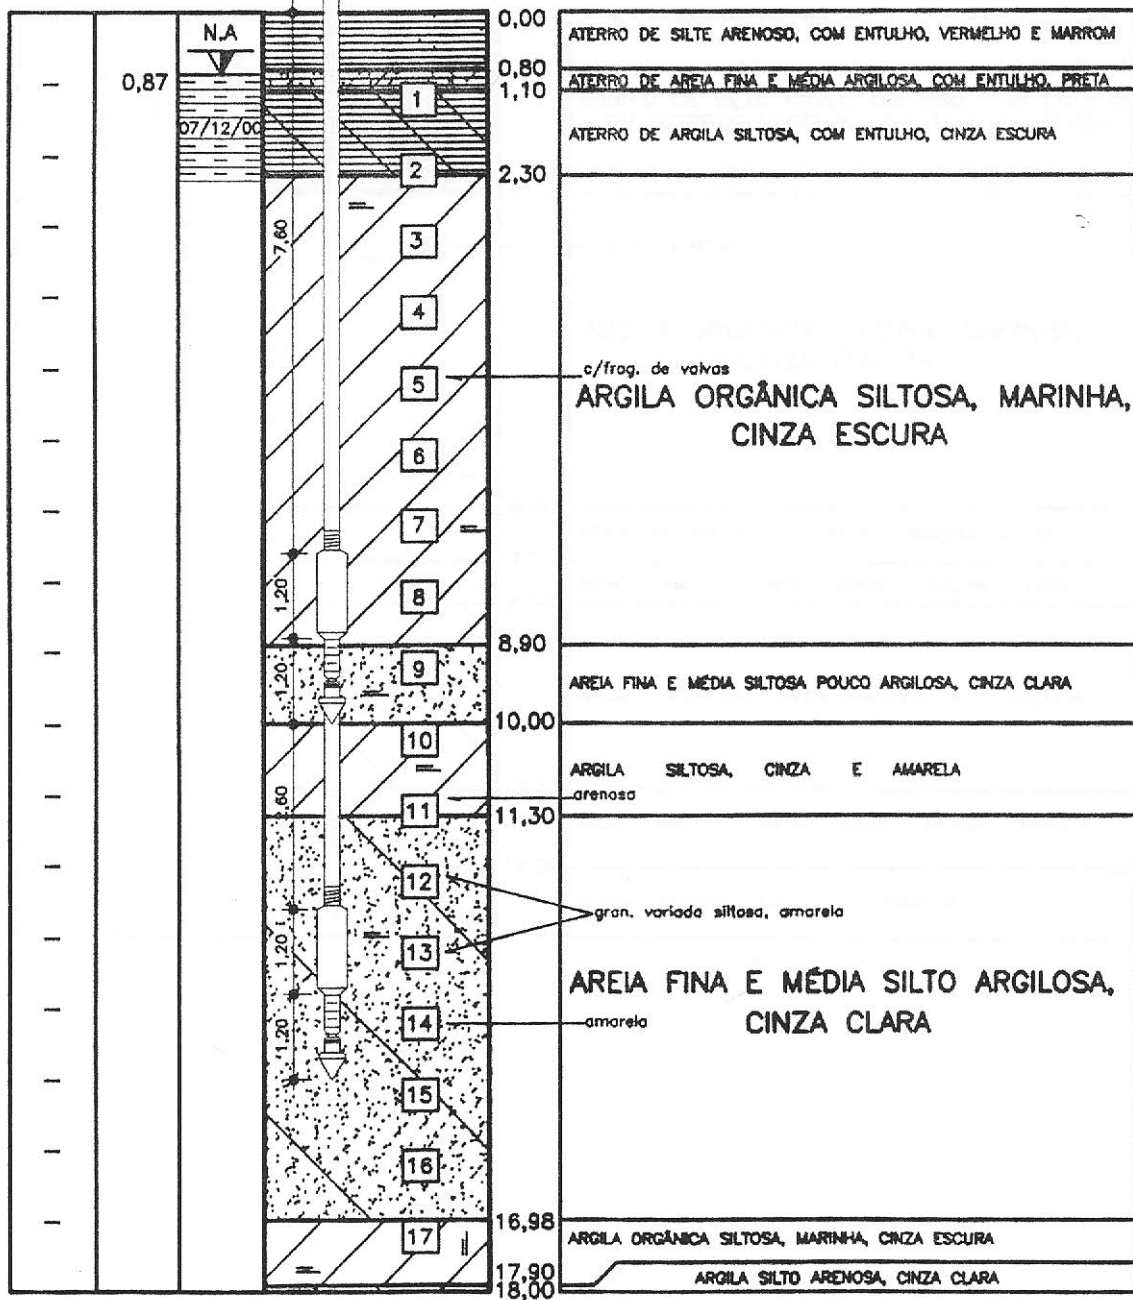 0,00
N.A
ATERRO DE SILTE ARENOSO, COM ENTULHO, VERMELHO E MARROM
0,80
0,87
ATERRO DE AREIA FINA E MÉDIA ARGILOSA, COM ENTULHO, PRETA
1,10
1
07/12/00
ATERRO DE ARGILA SILTOSA, COM ENTULHO, CINZA ESCURA
2
2,30
3
7,60
4
c/frag. de valvas
5
ARGILA ORGÂNICA SILTOSA, MARINHA,
CINZA ESCURA
6
7
8
1,20
8,90
9
1,20
AREIA FINA E MÉDIA SILTOSA POUCO ARGILOSA, CINZA CLARA
10,00
10
ARGILA SILTOSA, CINZA E AMARELA
arenosa
11
2,60
11,30
12
gran. variada siltosa, amarela
13
1,20
AREIA FINA E MÉDIA SILTO ARGILOSA,
CINZA CLARA
14
amarela
1,20
15
16
16,98
17
ARGILA ORGÂNICA SILTOSA, MARINHA, CINZA ESCURA
17,90
ARGILA SILTO ARENOSA, CINZA CLARA
18,00